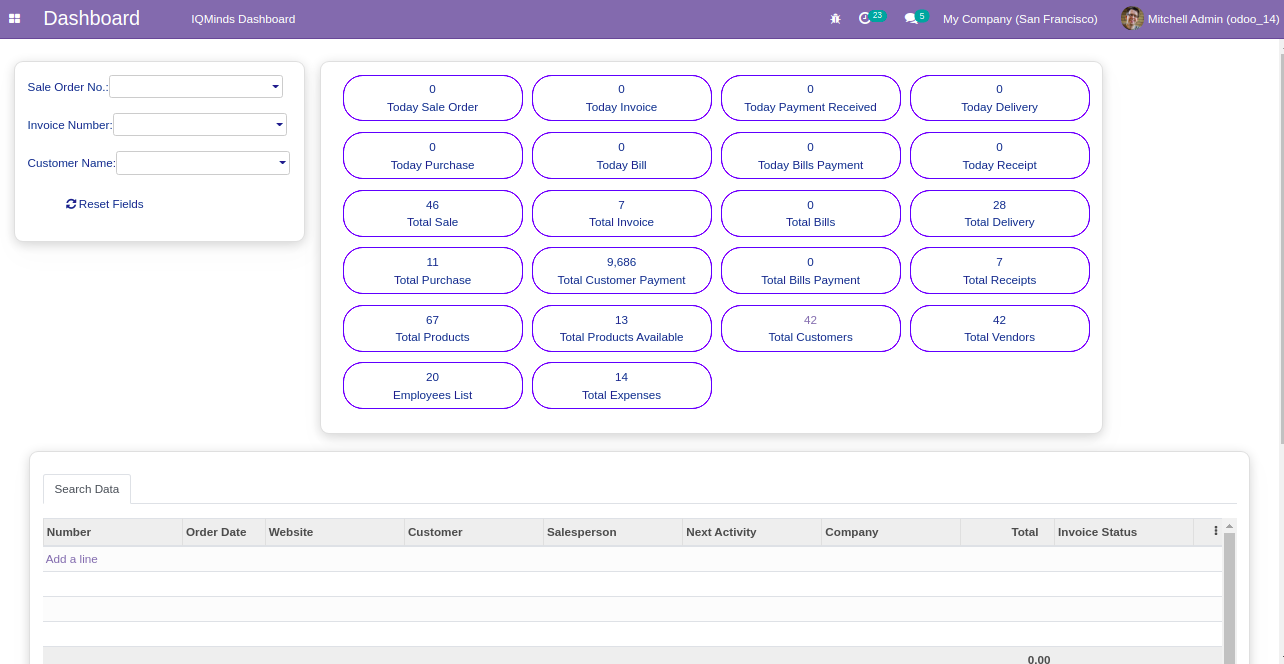 Dashboard
IQMinds Dashboard
23
5
My Company (San Francisco)
Mitchell Admin (odoo_14)
Sale Order No.:
Invoice Number:
Customer Name:
Reset Fields
0
Today Sale Order
0
Today Invoice
0
Today Payment Received
0
Today Delivery
0
Today Purchase
0
Today Bill
0
Today Bills Payment
0
Today Receipt
46
Total Sale
7
Total Invoice
0
Total Bills
28
Total Delivery
11
Total Purchase
9,686
Total Customer Payment
0
Total Bills Payment
7
Total Receipts
67
Total Products
13
Total Products Available
42
Total Customers
42
Total Vendors
20
Employees List
14
Total Expenses
Search Data
Number Order Date Website Customer Salesperson Next Activity Company Total Invoice Status
Add a line
0.00